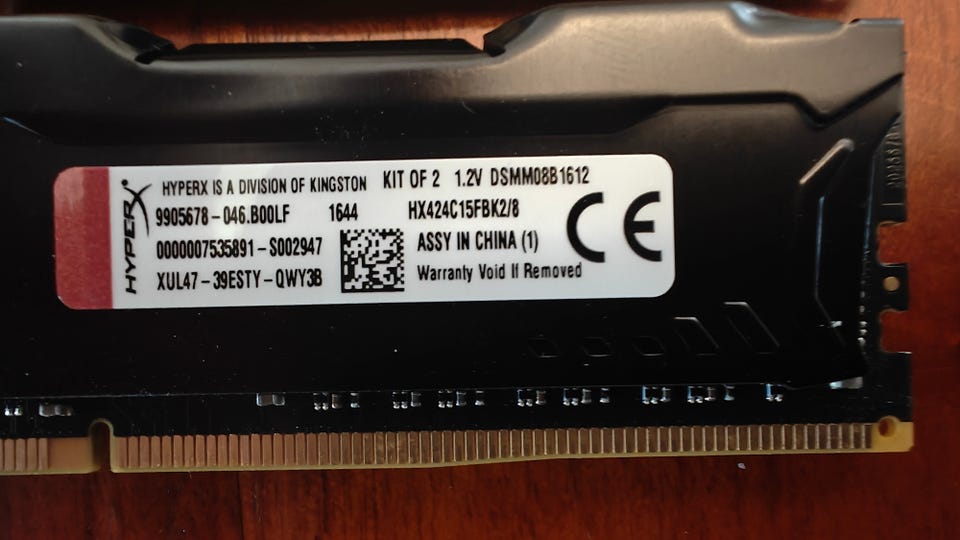 HYPERX
HYPERX IS A DIVISION OF KINGSTON KIT OF 2 1.2V DSMM08B1612
9905678-046.B00LF 1644 HX424C15FBK2/8
0000007535891-S002947 ASSY IN CHINA (1)
XUL47-39ESTY-QWY3B Warranty Void If Removed
CE